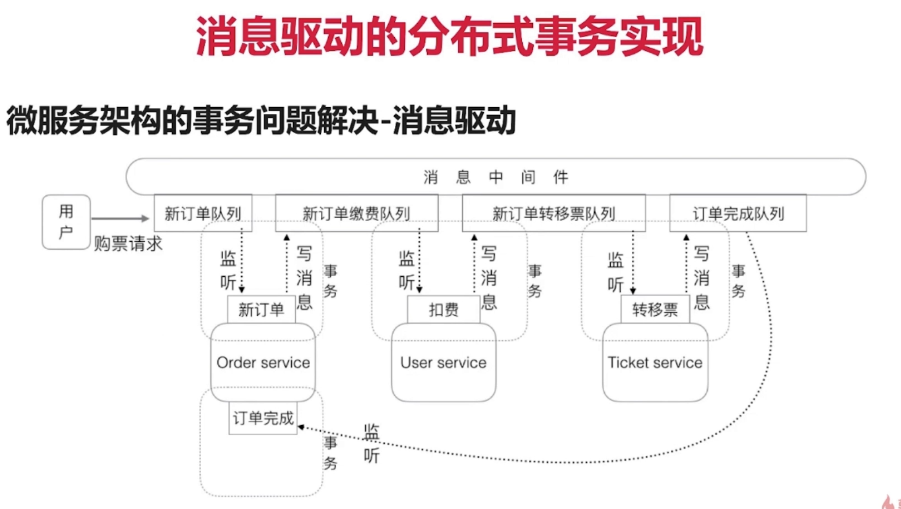 消息驱动的分布式事务实现
微服务架构的事务问题解决-消息驱动
消 息 中 间 件
用户
购票请求
新订单队列
新订单缴费队列
新订单转移票队列
订单完成队列
监听
写消息
事务
监听
写消息
事务
监听
写消息
事务
新订单
扣费
转移票
Order service
User service
Ticket service
订单完成
事务
监听